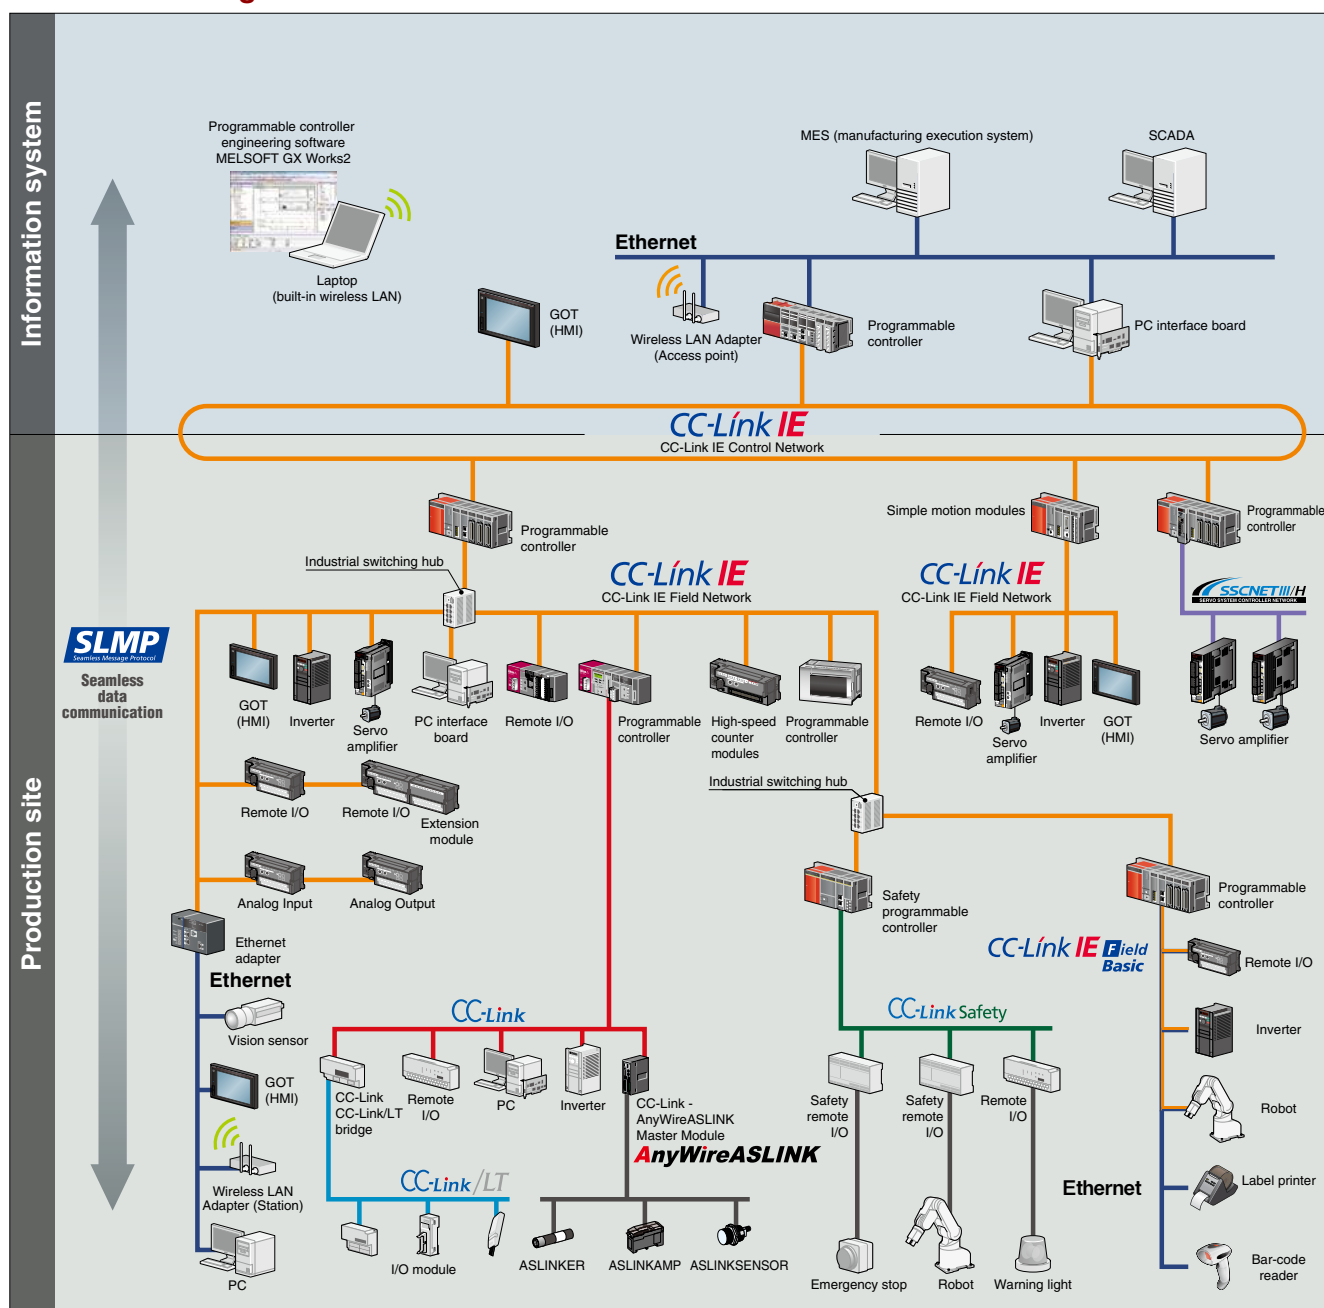 Information system
Programmable controller
engineering software
MELSOFT GX Works2
Laptop
(built-in wireless LAN)
MES (manufacturing execution system)
SCADA
Ethernet
GOT
(HMI)
Wireless LAN Adapter
(Access point)
Programmable
controller
PC interface board
CC-Link IE
CC-Link IE Control Network
Production site
SLMP
Seamless Message Protocol
Seamless
data
communication
Programmable
controller
Simple motion modules
Programmable
controller
Industrial switching hub
CC-Link IE
CC-Link IE Field Network
CC-Link IE
CC-Link IE Field Network
SSCNETIII/H
SERVO SYSTEM CONTROLLER NETWORK
GOT
(HMI)
Inverter
Servo
amplifier
PC interface
board
Remote I/O
Programmable
controller
High-speed
counter
modules
Programmable
controller
Remote I/O
Servo
amplifier
Inverter
GOT
(HMI)
Servo amplifier
Industrial switching hub
Remote I/O
Remote I/O
Extension
module
Analog Input
Analog Output
Ethernet
adapter
Safety
programmable
controller
Programmable
controller
CC-Link IE Field
Basic
Remote I/O
Ethernet
Vision sensor
CC-Link
CC-Link Safety
Inverter
GOT
(HMI)
CC-Link
CC-Link/LT
bridge
Remote
I/O
PC
Inverter
CC-Link -
AnyWireASLINK
Master Module
AnyWireASLINK
Safety
remote
I/O
Safety
remote
I/O
Remote I/O
Robot
Wireless LAN
Adapter (Station)
CC-Link/LT
Ethernet
Label printer
PC
I/O module
ASLINKER
ASLINKAMP
ASLINKSENSOR
Emergency stop
Robot
Warning light
Bar-code
reader